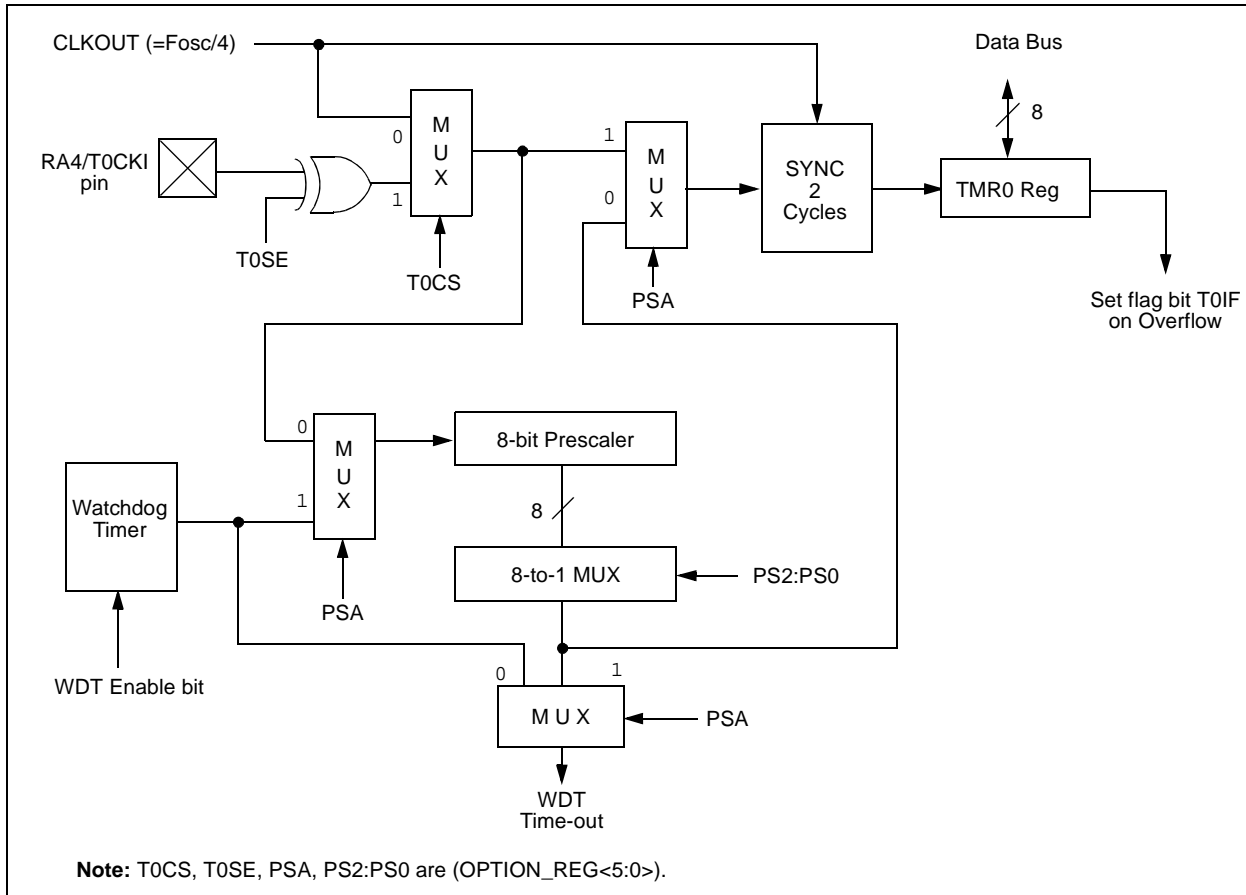 CLKOUT (=Fosc/4)
Data Bus
8
M
U
X
0
1
RA4/T0CKI
pin
T0SE
T0CS
M
U
X
1
0
PSA
SYNC
2
Cycles
TMR0 Reg
Set flag bit T0IF
on Overflow
0
1
M
U
X
PSA
8-bit Prescaler
8
8-to-1 MUX
PS2:PS0
Watchdog
Timer
WDT Enable bit
0
1
M U X
PSA
WDT
Time-out
Note: T0CS, T0SE, PSA, PS2:PS0 are (OPTION_REG<5:0>).